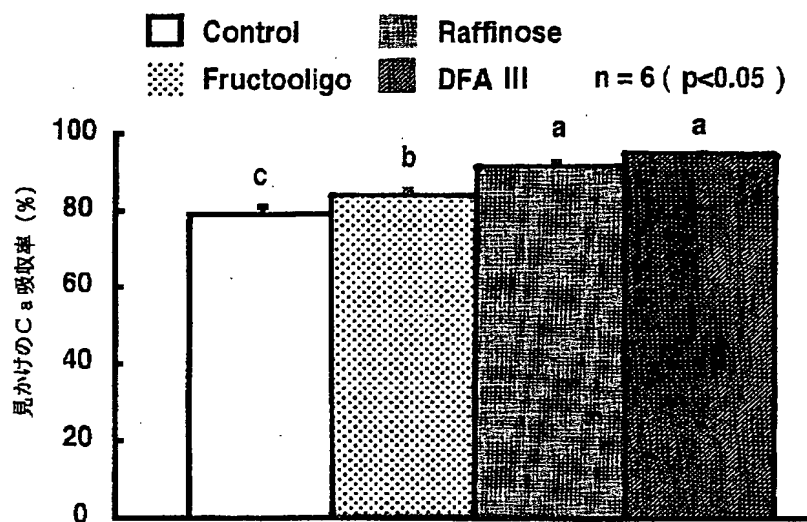 Control Raffinose
Fructooligo DFA III n = 6 ( p<0.05 )
100
80
60
40
20
0
見かけのCa吸収率 (%)
c
b
a
a